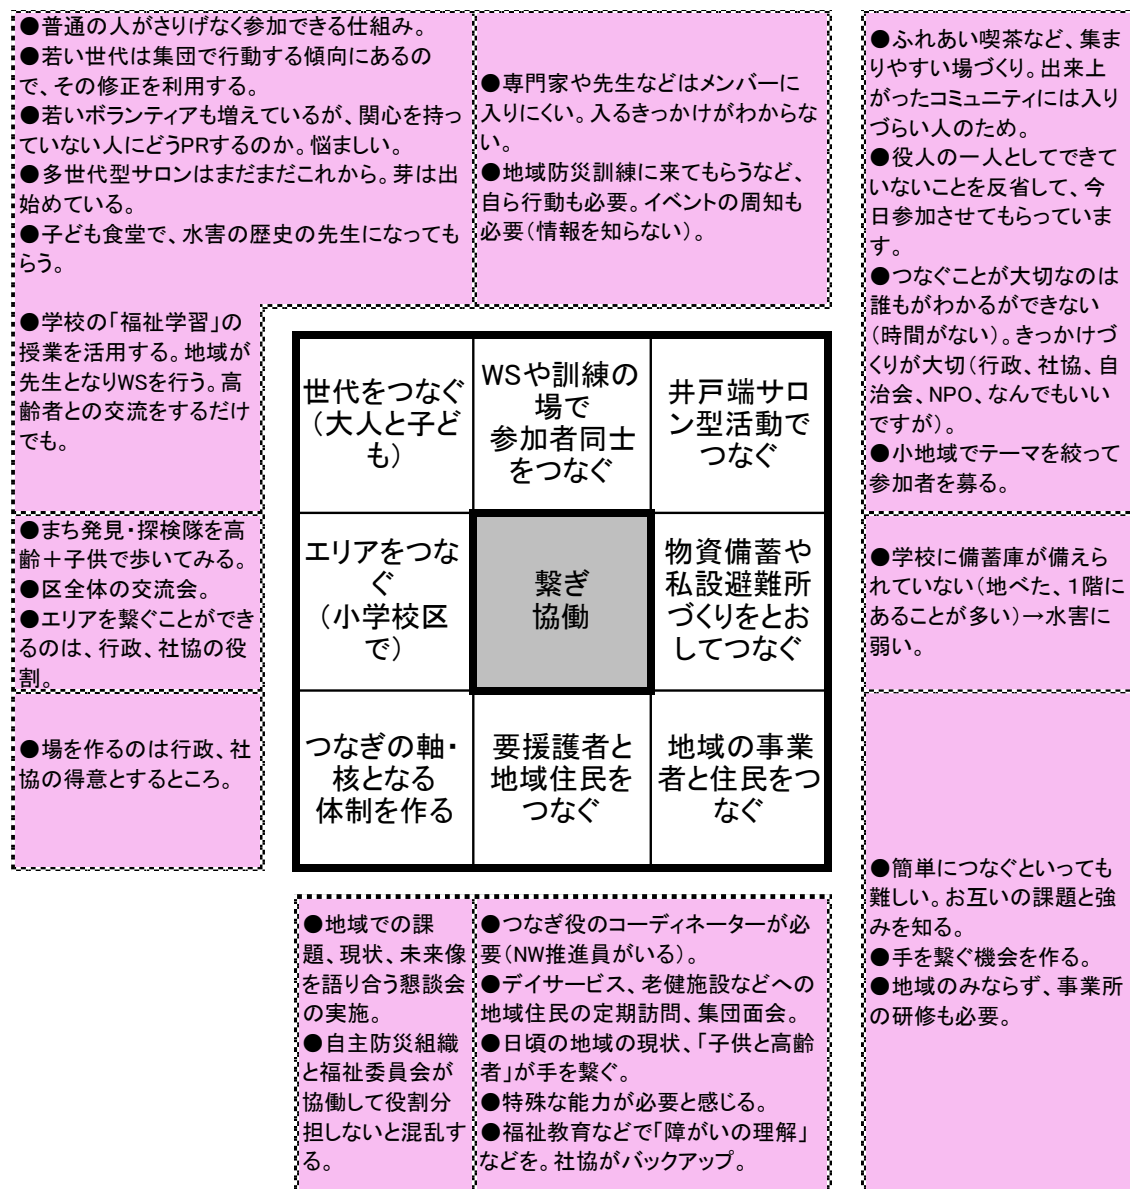 ●普通の人がさりげなく参加できる仕組み。
●若い世代は集団で行動する傾向にあるの
で、その修正を利用する。
●若いボランティアも増えているが、関心を持っ
ていない人にどうPRするのか。悩ましい。
●多世代型サロンはまだまだこれから。芽は出
始めている。
●子ども食堂で、水害の歴史の先生になっても
らう。
●学校の「福祉学習」の
授業を活用する。地域が
先生となりWSを行う。高
齢者との交流をするだけ
でも。
●専門家や先生などはメンバーに
入りにくい。入るきっかけがわからな
い。
●地域防災訓練に来てもらうなど、
自ら行動も必要。イベントの周知も
必要(情報を知らない)。
●ふれあい喫茶など、集ま
りやすい場づくり。出来上
がったコミュニティには入り
づらい人のため。
●役人の一人としてできて
いないことを反省して、今
日参加させてもらっていま
す。
●つなぐことが大切なのは
誰もがわかるができない
(時間がない)。きっかけづ
くりが大切(行政、社協、自
治会、NPO、なんでもいい
ですが)。
●小地域でテーマを絞って
参加者を募る。
世代をつなぐ
(大人と子ど
も)
WSや訓練の
場で
参加者同士
をつなぐ
井戸端サロ
ン型活動で
つなぐ
●まち発見・探検隊を高
齢+子供で歩いてみる。
●区全体の交流会。
●エリアを繋ぐことができ
るのは、行政、社協の役
割。
エリアをつな
ぐ
(小学校区
で)
繋ぎ
協働
物資備蓄や
私設避難所
づくりをとお
してつなぐ
●学校に備蓄庫が備えら
れていない(地べた、1階に
あることが多い)→水害に
弱い。
●場を作るのは行政、社
協の得意とするところ。
つなぎの軸・
核となる
体制を作る
要援護者と
地域住民を
つなぐ
地域の事業
者と住民をつ
なぐ
●簡単につなぐといっても
難しい。お互いの課題と強
みを知る。
●手を繋ぐ機会を作る。
●地域のみならず、事業所
の研修も必要。
●地域での課
題、現状、未来像
を語り合う懇談会
の実施。
●自主防災組織
と福祉委員会が
協働して役割分
担しないと混乱す
る。
●つなぎ役のコーディネーターが必
要(NW推進員がいる)。
●デイサービス、老健施設などへの
地域住民の定期訪問、集団面会。
●日頃の地域の現状、「子供と高齢
者」が手を繋ぐ。
●特殊な能力が必要と感じる。
●福祉教育などで「障がいの理解」
などを。社協がバックアップ。